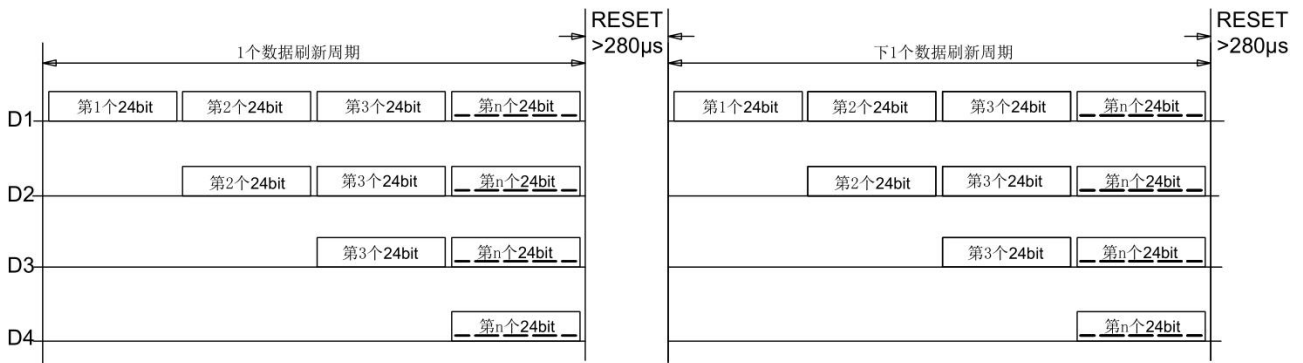 RESET
>280μs
RESET
>280μs
1个数据刷新周期
下1个数据刷新周期
D1 第1个24bit 第2个24bit 第3个24bit 第n个24bit 第1个24bit 第2个24bit 第3个24bit 第n个24bit
D2 第2个24bit 第3个24bit 第n个24bit 第2个24bit 第3个24bit 第n个24bit
D3 第3个24bit 第n个24bit 第3个24bit 第n个24bit
D4 第n个24bit 第n个24bit